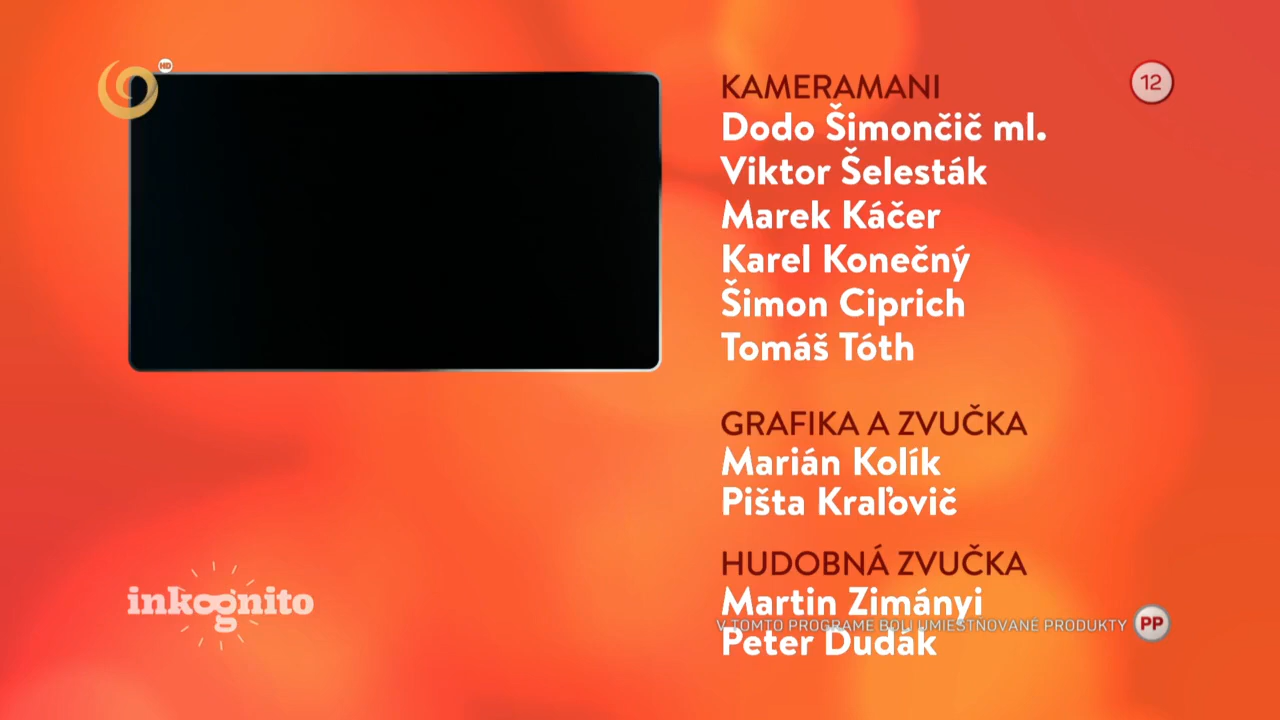 HD
12
KAMERAMANI
Dodo Šimončič ml.
Viktor Šelesták
Marek Káčer
Karel Konečný
Šimon Ciprich
Tomáš Tóth
GRAFIKA A ZVUČKA
Marián Kolík
Pišta Kraľovič
HUDOBNÁ ZVUČKA
Martin Zimányi
V TOMTO PROGRAME BOLI UMIESTŇOVANÉ PRODUKTY PP
Peter Dudák
inkognito